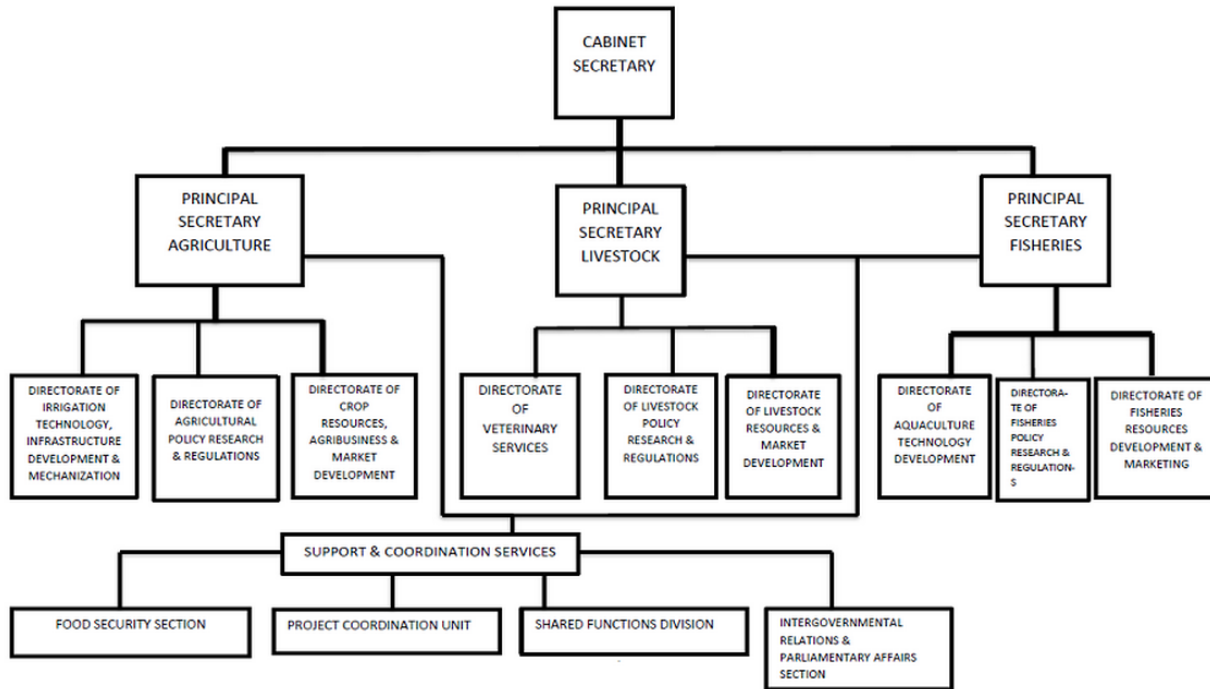 CABINET
SECRETARY
PRINCIPAL
SECRETARY
AGRICULTURE
PRINCIPAL
SECRETARY
LIVESTOCK
PRINCIPAL
SECRETARY
FISHERIES
DIRECTORATE OF
IRRIGATION
TECHNOLOGY,
INFRASTRUCTURE
DEVELOPMENT &
MECHANIZATION
DIRECTORATE OF
AGRICULTURAL
POLICY RESEARCH
& REGULATIONS
DIRECTORATE OF
CROP
RESOURCES,
AGRIBUSINESS &
MARKET
DEVELOPMENT
DIRECTORATE
OF
VETERINARY
SERVICES
DIRECTORATE
OF LIVESTOCK
POLICY
RESEARCH &
REGULATIONS
DIRECTORATE
OF LIVESTOCK
RESOURCES &
MARKET
DEVELOPMENT
DIRECTORATE
OF
AQUACULTURE
TECHNOLOGY
DEVELOPMENT
DIRECTORA-
TE OF
FISHERIES
POLICY
RESEARCH &
REGULATION-
S
DIRECTORATE OF
FISHERIES
RESOURCES
DEVELOPMENT
& MARKETING
SUPPORT & COORDINATION SERVICES
FOOD SECURITY SECTION
PROJECT COORDINATION UNIT
SHARED FUNCTIONS DIVISION
INTERGOVERNMENTAL
RELATIONS &
PARLIAMENTARY AFFAIRS
SECTION